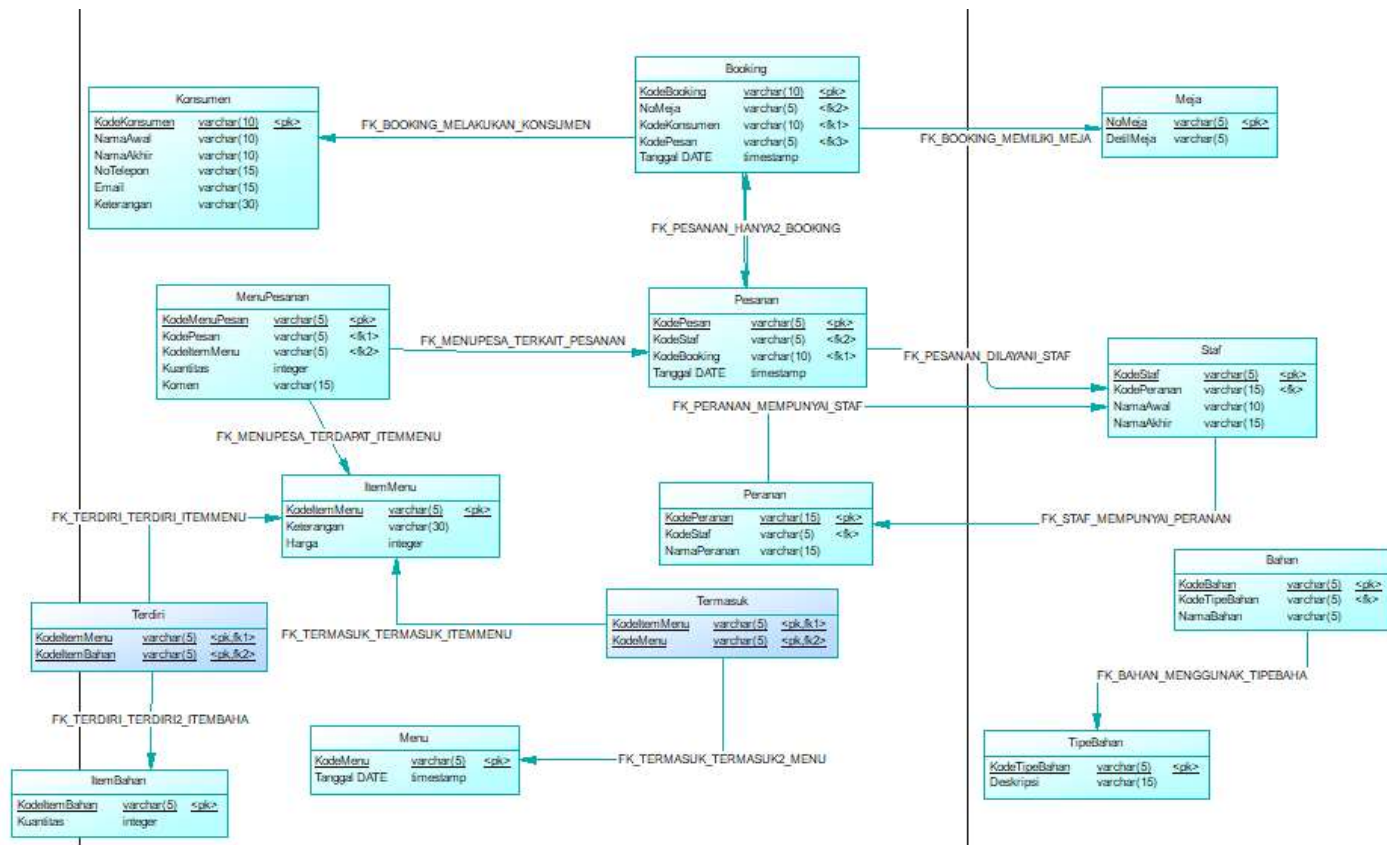 Booking
KodeBooking varchar(10) <pk>
NoMeja varchar(5) <fk2>
KodeKonsumen varchar(10) <fk1>
KodePesan varchar(5) <fk3>
Tanggal DATE timestamp
Konsumen
KodeKonsumen varchar(10) <pk>
NamaAwal varchar(10)
NamaAkhir varchar(10)
NoTelepon varchar(15)
Email varchar(15)
Keterangan varchar(30)
FK_BOOKING_MELAKUKAN_KONSUMEN
Meja
NoMeja varchar(5) <pk>
DetilMeja varchar(5)
FK_BOOKING_MEMILIKI_MEJA
FK_PESANAN_HANYA2_BOOKING
MenuPesanan
KodeMenuPesan varchar(5) <pk>
KodePesan varchar(5) <fk1>
KodeItemMenu varchar(5) <fk2>
Kuantitas integer
Komen varchar(15)
FK_MENUPESA_TERKAIT_PESANAN
Pesanan
KodePesan varchar(5) <pk>
KodeStaf varchar(5) <fk2>
KodeBooking varchar(10) <fk1>
Tanggal DATE timestamp
FK_PESANAN_DILAYANI_STAF
Staf
KodeStaf varchar(5) <pk>
KodePeranan varchar(15) <fk>
NamaAwal varchar(10)
NamaAkhir varchar(15)
FK_PERANAN_MEMPUNYAI_STAF
FK_MENUPESA_TERDAPAT_ITEMMENU
ItemMenu
KodeItemMenu varchar(5) <pk>
Keterangan varchar(30)
Harga integer
FK_TERDIRI_TERDIRI_ITEMMENU
Peranan
KodePeranan varchar(15) <pk>
KodeStaf varchar(5) <fk>
NamaPeranan varchar(15)
FK_STAF_MEMPUNYAI_PERANAN
Bahan
KodeBahan varchar(5) <pk>
KodeTipeBahan varchar(5) <fk>
NamaBahan varchar(5)
Terdiri
KodeItemMenu varchar(5) <pk,fk1>
KodeItemBahan varchar(5) <pk,fk2>
FK_TERMASUK_TERMASUK_ITEMMENU
Termasuk
KodeItemMenu varchar(5) <pk,fk1>
KodeMenu varchar(5) <pk,fk2>
FK_BAHAN_MENGGUNAK_TIPEBAHA
FK_TERDIRI_TERDIRI2_ITEMBAHA
Menu
KodeMenu varchar(5) <pk>
Tanggal DATE timestamp
FK_TERMASUK_TERMASUK2_MENU
TipeBahan
KodeTipeBahan varchar(5) <pk>
Deskripsi varchar(15)
ItemBahan
KodeItemBahan varchar(5) <pk>
Kuantitas integer